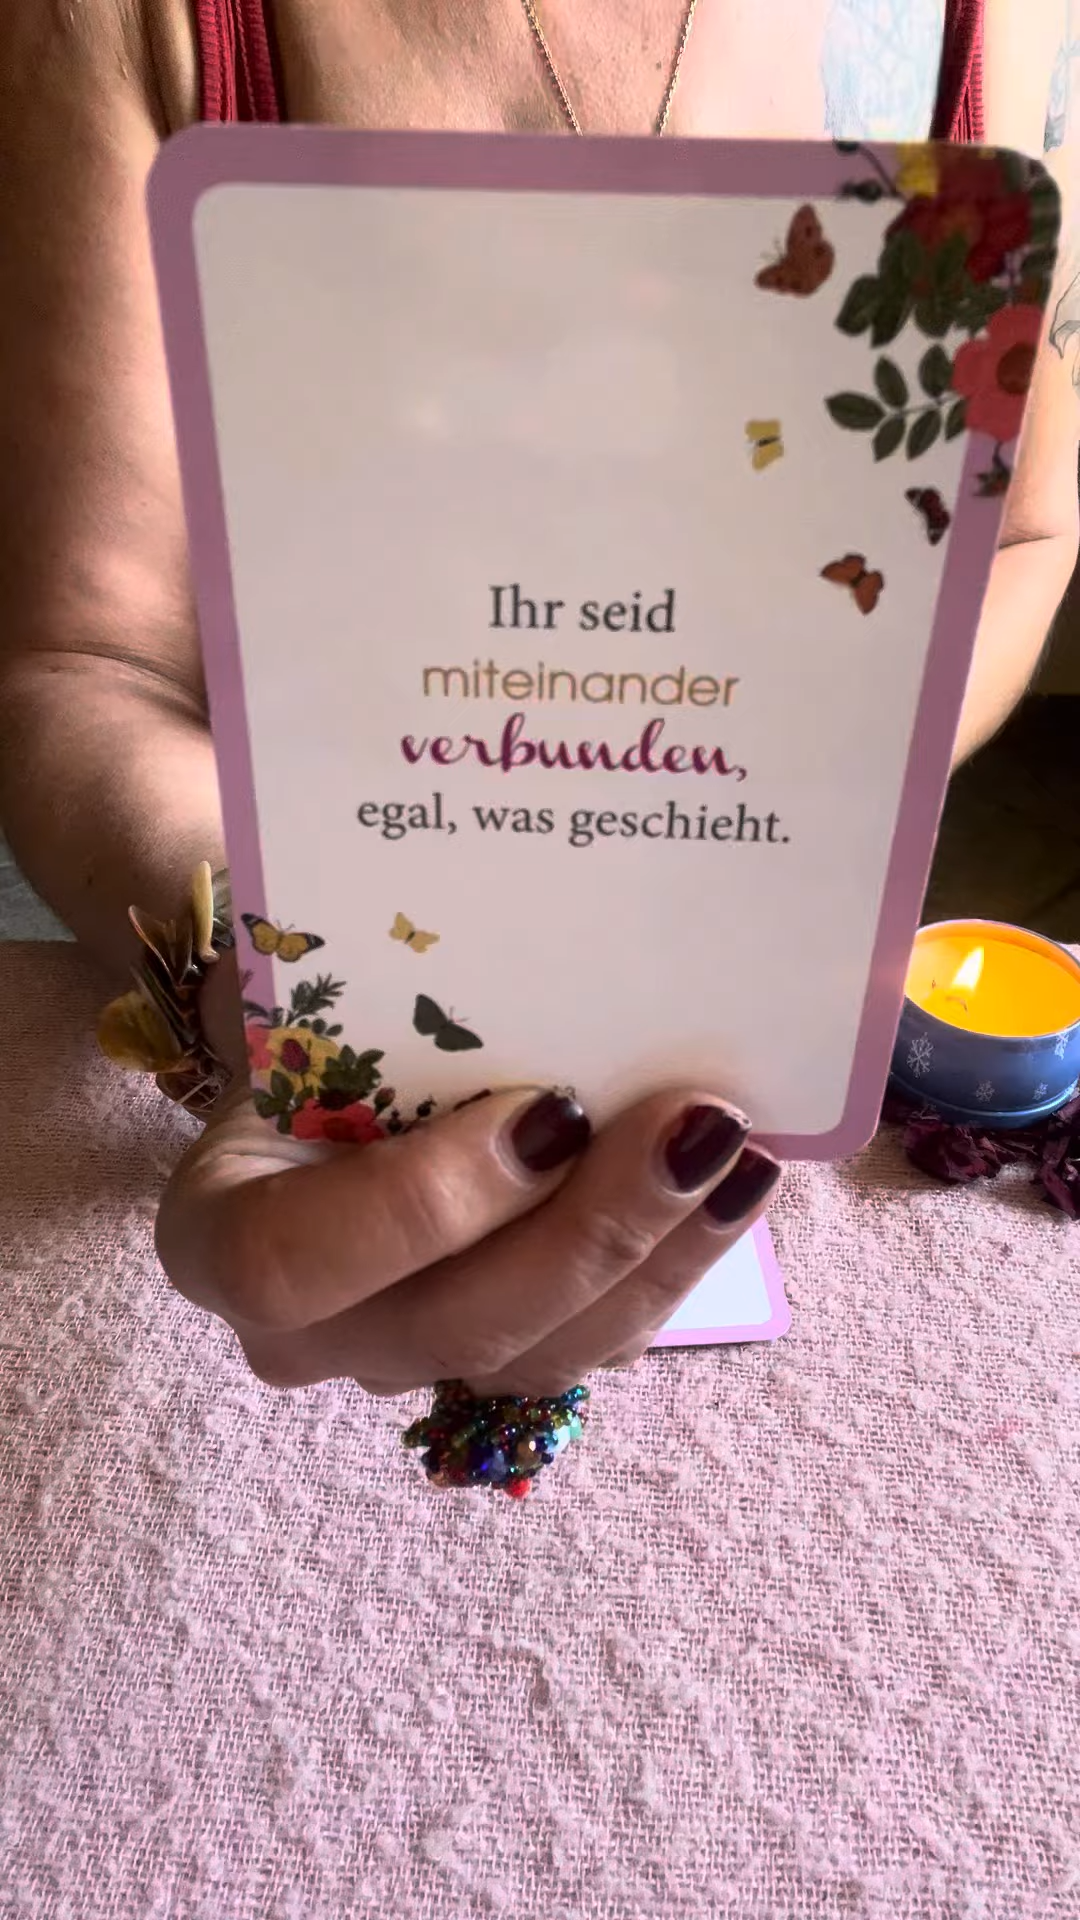 Ihr seid
miteinander
verbunden,
egal, was geschieht.